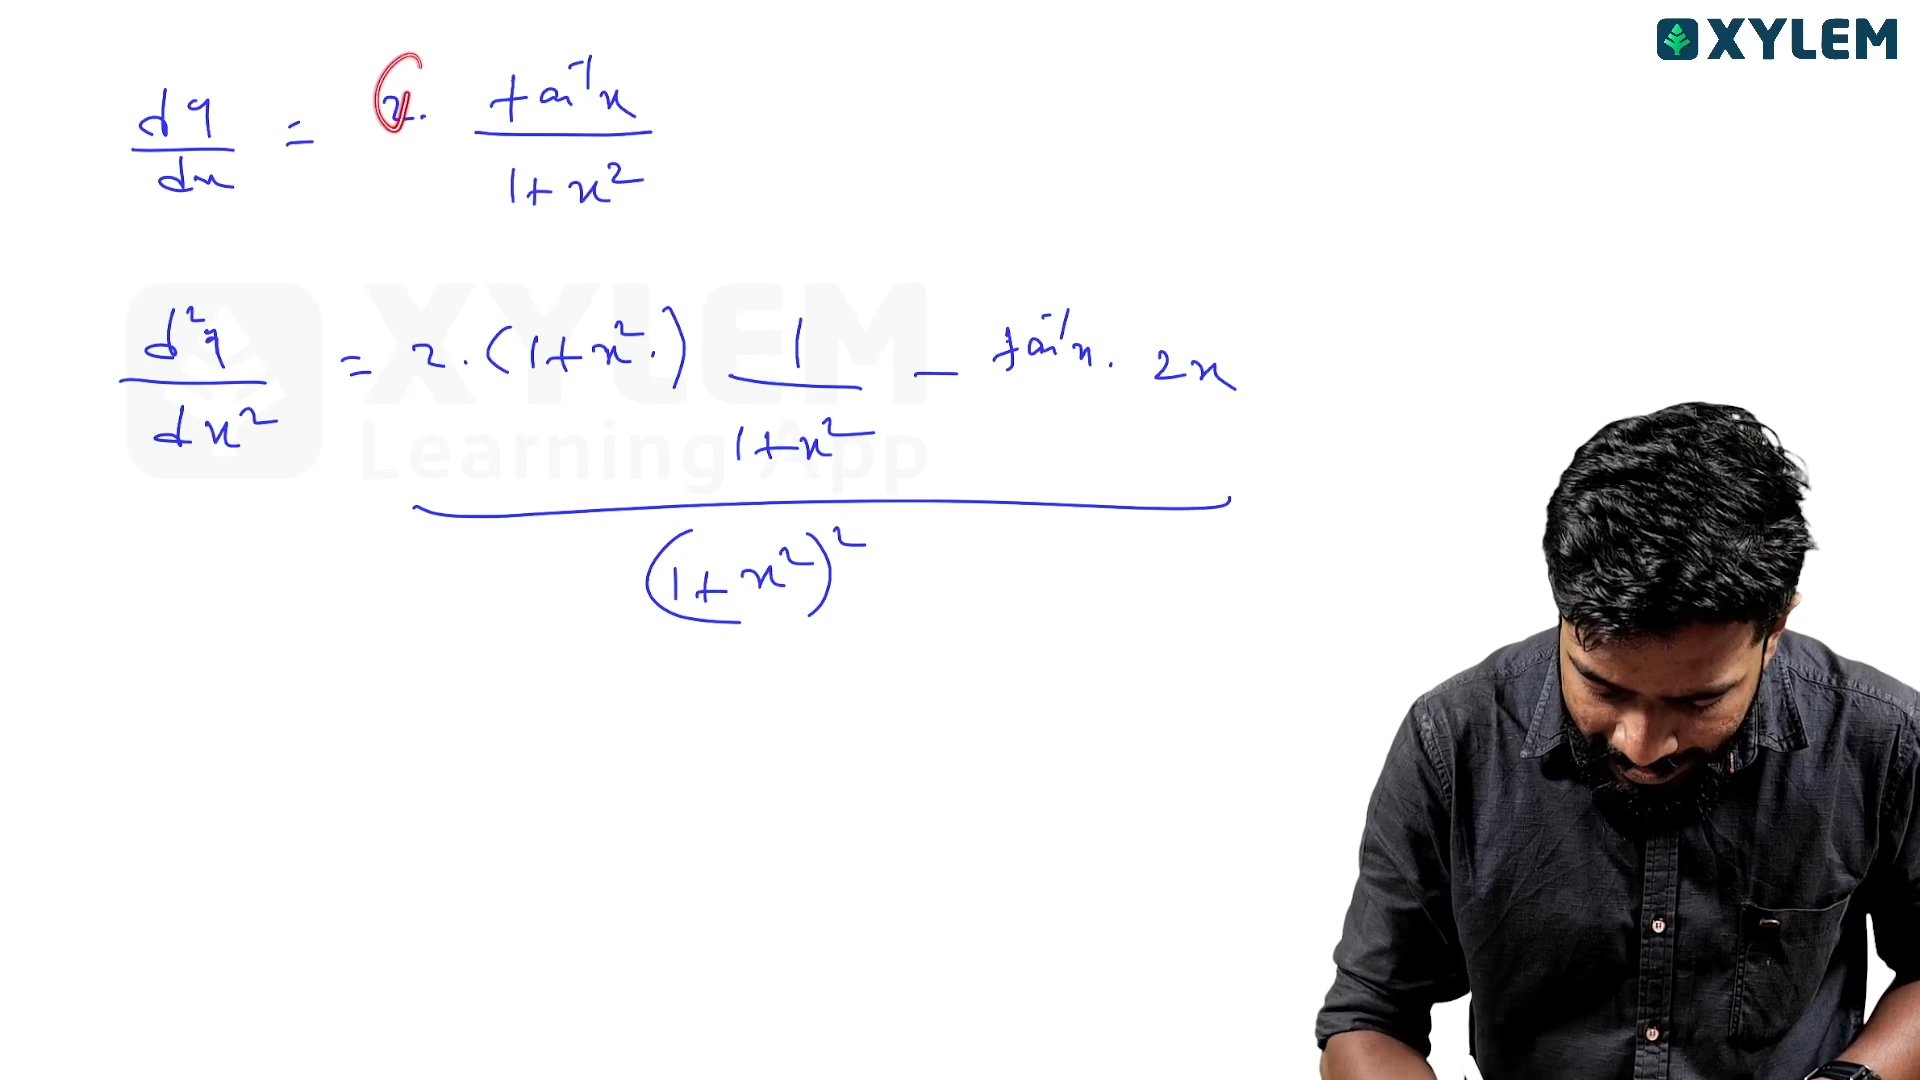 XYLEM
dy/dx = 2. tan⁻¹x / 1+x²
XYLEM
Learning App
d²y/dx² = 2.(1+x².) 1/1+x² - tan⁻¹x. 2x / (1+x²)²